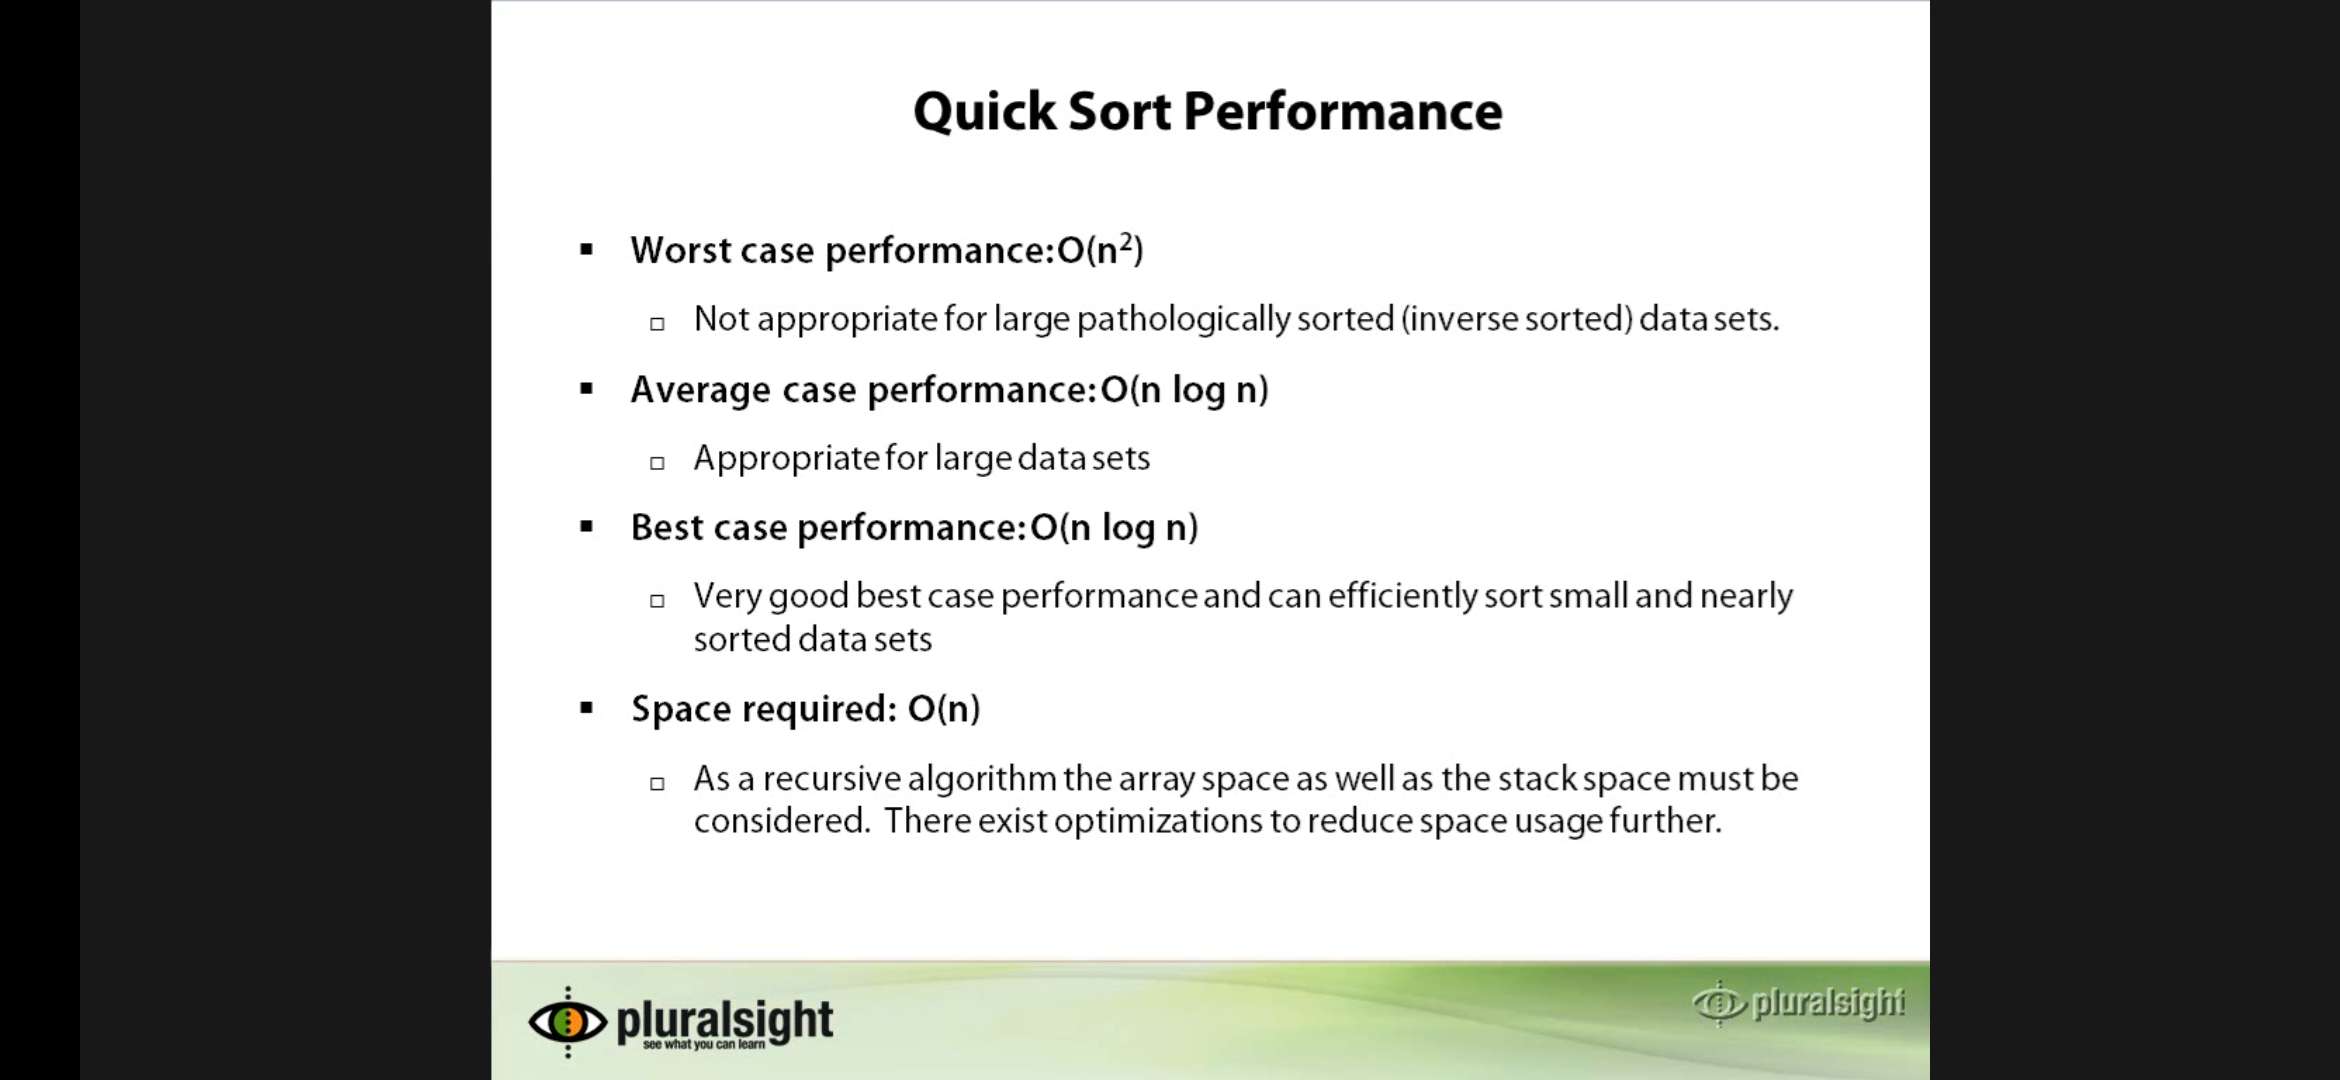 Quick Sort Performance
▪ Worst case performance:O(n²)
▫ Not appropriate for large pathologically sorted (inverse sorted) data sets.
▪ Average case performance:O(n log n)
▫ Appropriate for large data sets
▪ Best case performance:O(n log n)
▫ Very good best case performance and can efficiently sort small and nearly
sorted data sets
▪ Space required: O(n)
▫ As a recursive algorithm the array space as well as the stack space must be
considered. There exist optimizations to reduce space usage further.
pluralsight
see what you can learn
pluralsight